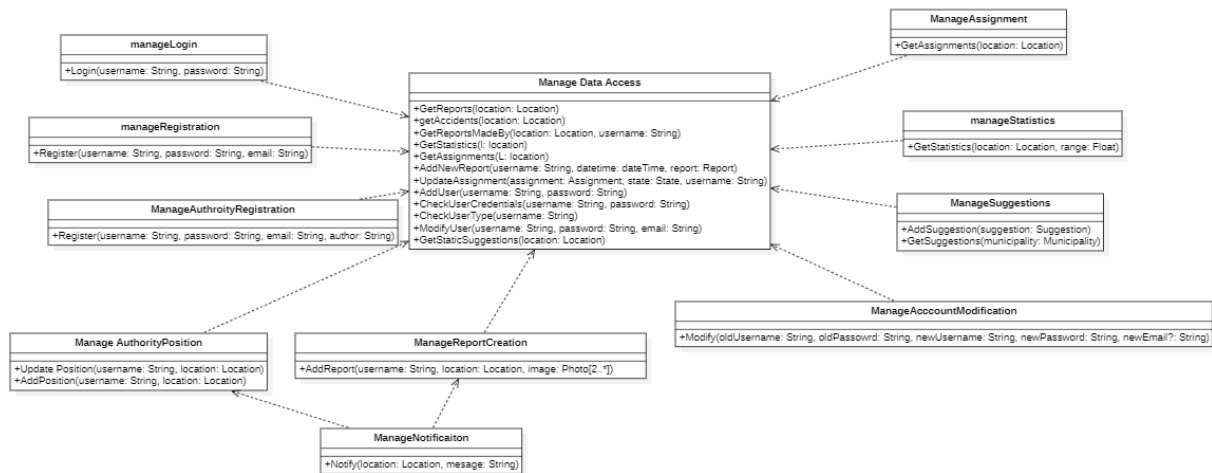 manageLogin
+Login(username: String, password: String)
manageRegistration
+Register(username: String, password: String, email: String)
ManageAuthroityRegistration
+Register(username: String, password: String, email: String, author: String)
Manage Data Access
+GetReports(location: Location)
+getAccidents(location: Location)
+GetReportsMadeBy(location: Location, username: String)
+GetStatistics(l: location)
+GetAssignments(L: location)
+AddNewReport(username: String, datetime: dateTime, report: Report)
+UpdateAssignment(assignment: Assignment, state: State, username: String)
+AddUser(username: String, password: String)
+CheckUserCredentials(username: String, password: String)
+CheckUserType(username: String)
+ModifyUser(username: String, password: String, email: String)
+GetStaticSuggestions(location: Location)
ManageAssignment
+GetAssignments(location: Location)
manageStatistics
+GetStatistics(location: Location, range: Float)
ManageSuggestions
+AddSuggestion(suggestion: Suggestion)
+GetSuggestions(municipality: Municipality)
ManageAcccountModification
+Modify(oldUsername: String, oldPassowrd: String, newUsername: String, newPassword: String, newEmail?: String)
Manage AuthorityPosition
+Update Position(username: String, location: Location)
+AddPosition(username: String, location: Location)
ManageReportCreation
+AddReport(username: String, location: Location, image: Photo[2..*])
ManageNotificaiton
+Notify(location: Location, mesage: String)